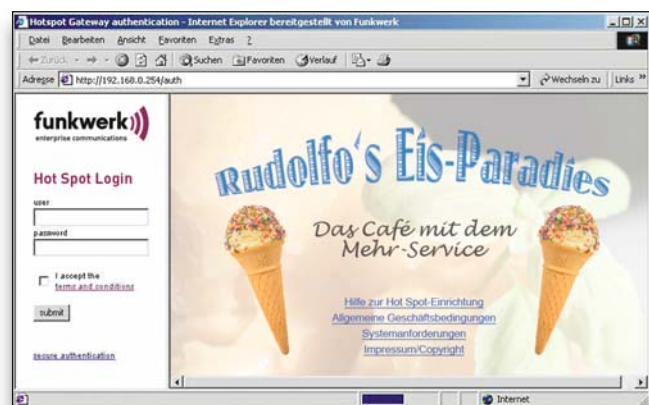 Hotspot Gateway authentication - Internet Explorer bereitgestellt von Funkwerk
Datei Bearbeiten Ansicht Favoriten Extras ?
Zurück Suchen Favoriten Verlauf
Adresse http://192.168.0.254/auth Wechseln zu Links »
funkwerk
enterprise communications
Hot Spot Login
user
password
I accept the
terms and conditions
submit
secure authentication
Rudolfo's Eis-Paradies
Das Café mit dem
Mehr-Service
Hilfe zur Hot Spot-Einrichtung
Allgemeine Geschäftsbedingungen
Systemanforderungen
Impressum/Copyright
Internet